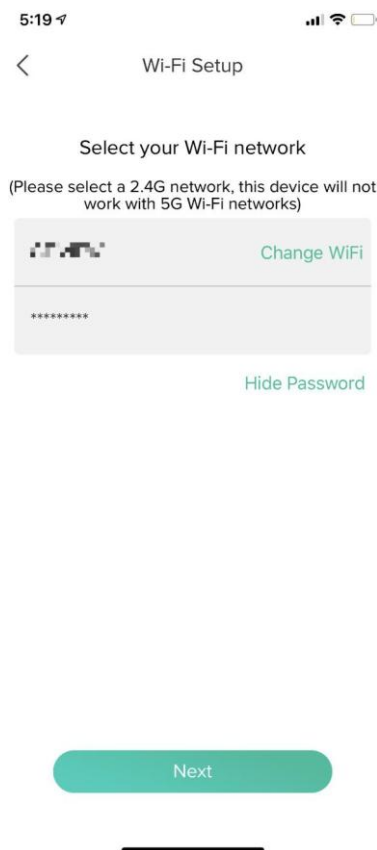 5:19
Wi-Fi Setup
Select your Wi-Fi network
(Please select a 2.4G network, this device will not
work with 5G Wi-Fi networks)
Change WiFi
*********
Hide Password
Next